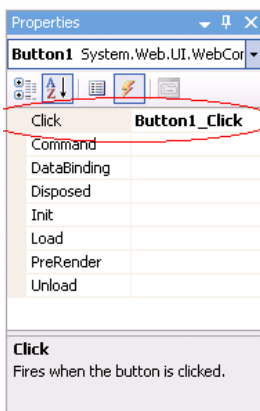 Properties
Button1 System.Web.UI.WebCor
Click Button1_Click
Command
DataBinding
Disposed
Init
Load
PreRender
Unload
Click
Fires when the button is clicked.